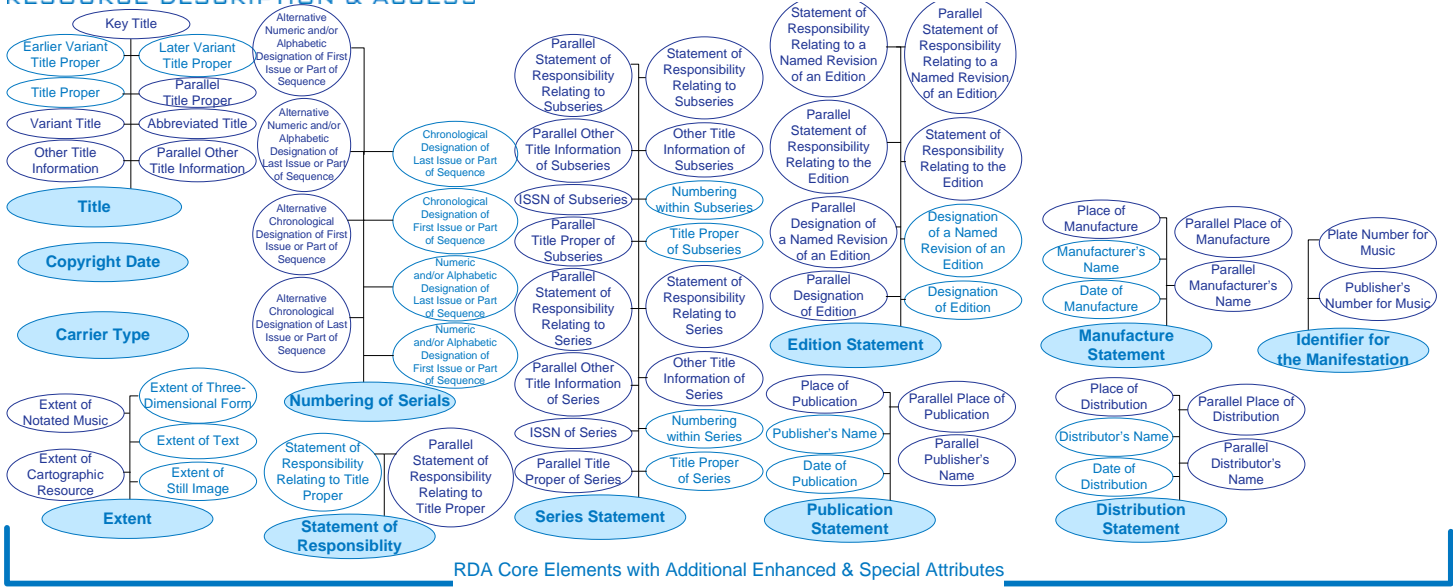 RESOURCE DESCRIPTION & ACCESS
Key Title
Earlier Variant
Title Proper
Later Variant
Title Proper
Title Proper
Parallel
Title Proper
Variant Title
Abbreviated Title
Other Title
Information
Parallel Other
Title Information
Title
Copyright Date
Carrier Type
Extent of Three-
Dimensional Form
Extent of
Notated Music
Extent of Text
Extent of
Cartographic
Resource
Extent of
Still Image
Extent
Alternative
Numeric and/or
Alphabetic
Designation of First
Issue or Part of
Sequence
Alternative
Numeric and/or
Alphabetic
Designation of
Last Issue or Part
of Sequence
Chronological
Designation of
Last Issue or Part
of Sequence
Alternative
Chronological
Designation of First
Issue or Part of
Sequence
Chronological
Designation of
First Issue or Part
of Sequence
Numeric
and/or Alphabetic
Designation of
Last Issue or Part
of Sequence
Alternative
Chronological
Designation of Last
Issue or Part of
Sequence
Numeric
and/or Alphabetic
Designation of
First Issue or Part
of Sequence
Numbering of Serials
Statement of
Responsibility
Relating to Title
Proper
Parallel
Statement of
Responsibility
Relating to
Title Proper
Statement of
Responsiblity
Parallel
Statement of
Responsibility
Relating to
Subseries
Statement of
Responsibility
Relating to
Subseries
Parallel Other
Title Information
of Subseries
Other Title
Information of
Subseries
ISSN of Subseries
Numbering
within Subseries
Parallel
Title Proper of
Subseries
Title Proper
of Subseries
Parallel
Statement of
Responsibility
Relating to
Series
Statement of
Responsibility
Relating to
Series
Parallel Other
Title Information
of Series
Other Title
Information of
Series
ISSN of Series
Numbering
within Series
Parallel Title
Proper of Series
Title Proper
of Series
Series Statement
Statement of
Responsibility
Relating to a
Named Revision
of an Edition
Parallel
Statement of
Responsibility
Relating to a
Named Revision
of an Edition
Parallel
Statement of
Responsibility
Relating to the
Edition
Statement of
Responsibility
Relating to the
Edition
Parallel
Designation of
a Named Revision
of an Edition
Designation
of a Named
Revision of an
Edition
Parallel
Designation
of Edition
Designation
of Edition
Edition Statement
Place of
Publication
Parallel Place of
Publication
Publisher's Name
Parallel
Publisher's
Name
Date of
Publication
Publication
Statement
Place of
Manufacture
Parallel Place of
Manufacture
Manufacturer's
Name
Parallel
Manufacturer's
Name
Date of
Manufacture
Manufacture
Statement
Place of
Distribution
Parallel Place of
Distribution
Distributor's Name
Parallel
Distributor's
Name
Date of
Distribution
Distribution
Statement
Plate Number for
Music
Publisher's
Number for Music
Identifier for
the Manifestation
RDA Core Elements with Additional Enhanced & Special Attributes